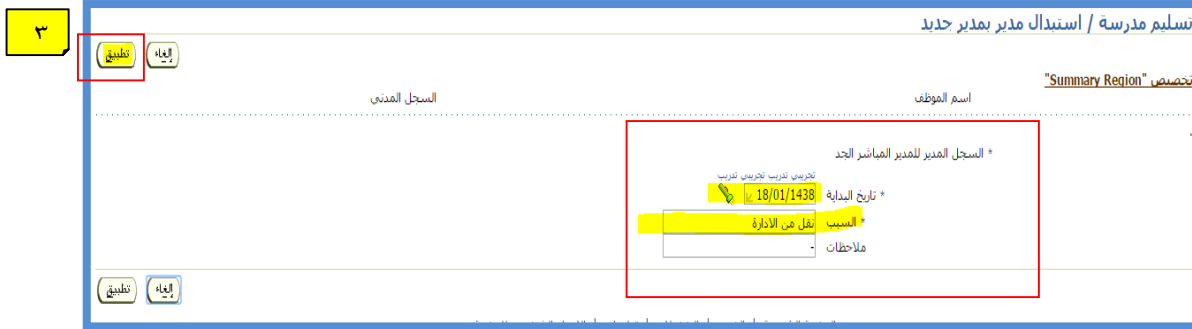 ٣
تسليم مدرسة / استبدال مدير بمدير جديد
إلغاء تطبيق
تخصيص "Summary Region"
اسم الموظف السجل المدني
* السجل المدير للمدير المباشر الجد
تجريبي تدريب تجريبي تدريب
* تاريخ البداية 18/01/1438
* السبب نقل من الادارة
ملاحظات -
إلغاء تطبيق